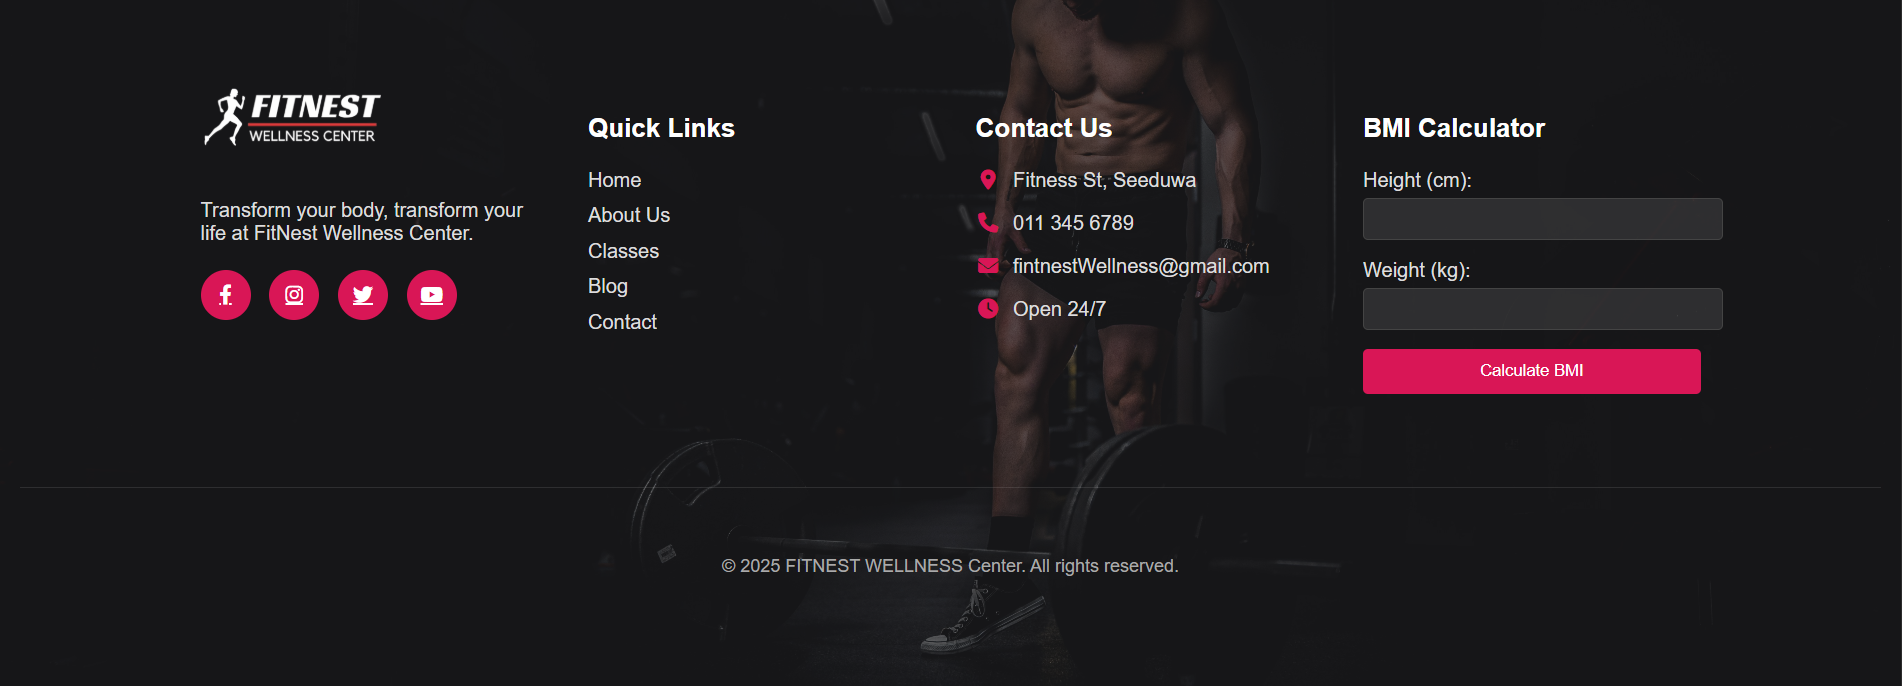 FITNEST
WELLNESS CENTER
Transform your body, transform your
life at FitNest Wellness Center.
Quick Links
Home
About Us
Classes
Blog
Contact
Contact Us
Fitness St, Seeduwa
011 345 6789
fintnestWellness@gmail.com
Open 24/7
BMI Calculator
Height (cm):
Weight (kg):
Calculate BMI
© 2025 FITNEST WELLNESS Center. All rights reserved.